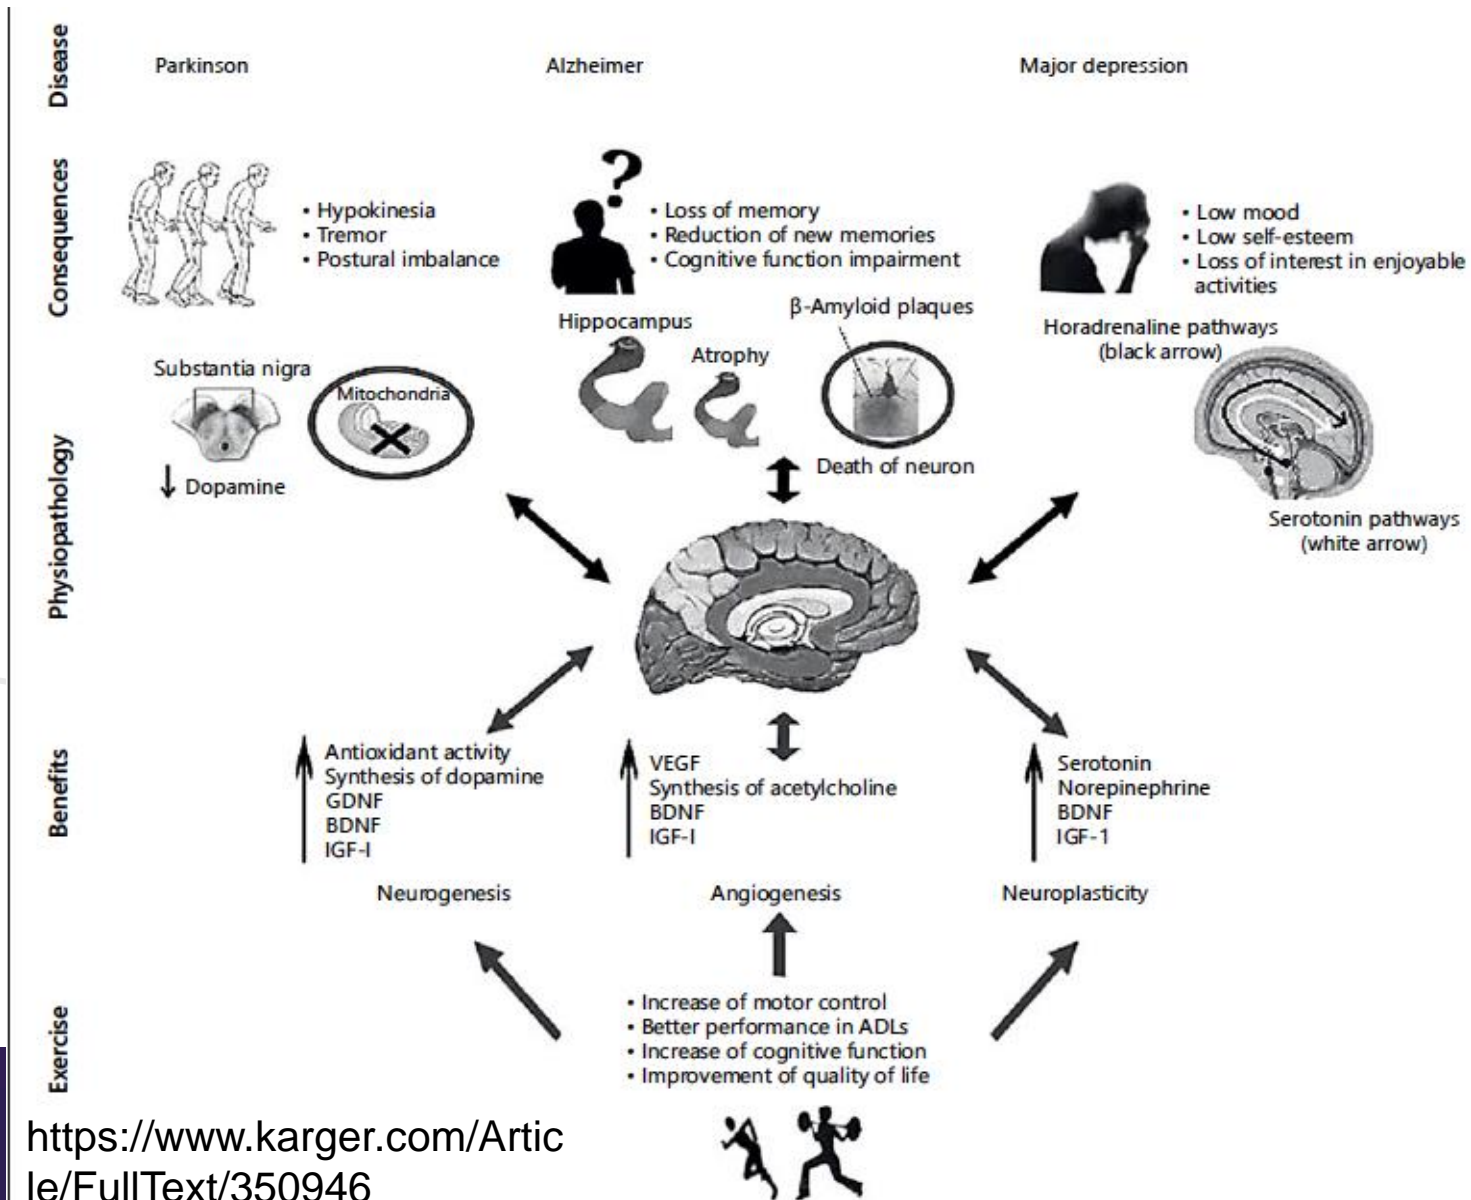 Disease
Parkinson
Alzheimer
Major depression
Consequences
• Hypokinesia
• Tremor
• Postural imbalance
?
• Loss of memory
• Reduction of new memories
• Cognitive function impairment
• Low mood
• Low self-esteem
• Loss of interest in enjoyable
activities
Physiopathology
Substantia nigra
Mitochondria
↓ Dopamine
Hippocampus
Atrophy
β-Amyloid plaques
Death of neuron
Horadrenaline pathways
(black arrow)
Serotonin pathways
(white arrow)
Benefits
Antioxidant activity
Synthesis of dopamine
GDNF
BDNF
IGF-I
VEGF
Synthesis of acetylcholine
BDNF
IGF-I
Serotonin
Norepinephrine
BDNF
IGF-1
Neurogenesis
Angiogenesis
Neuroplasticity
Exercise
• Increase of motor control
• Better performance in ADLs
• Increase of cognitive function
• Improvement of quality of life
https://www.karger.com/Artic
le/FullText/350946